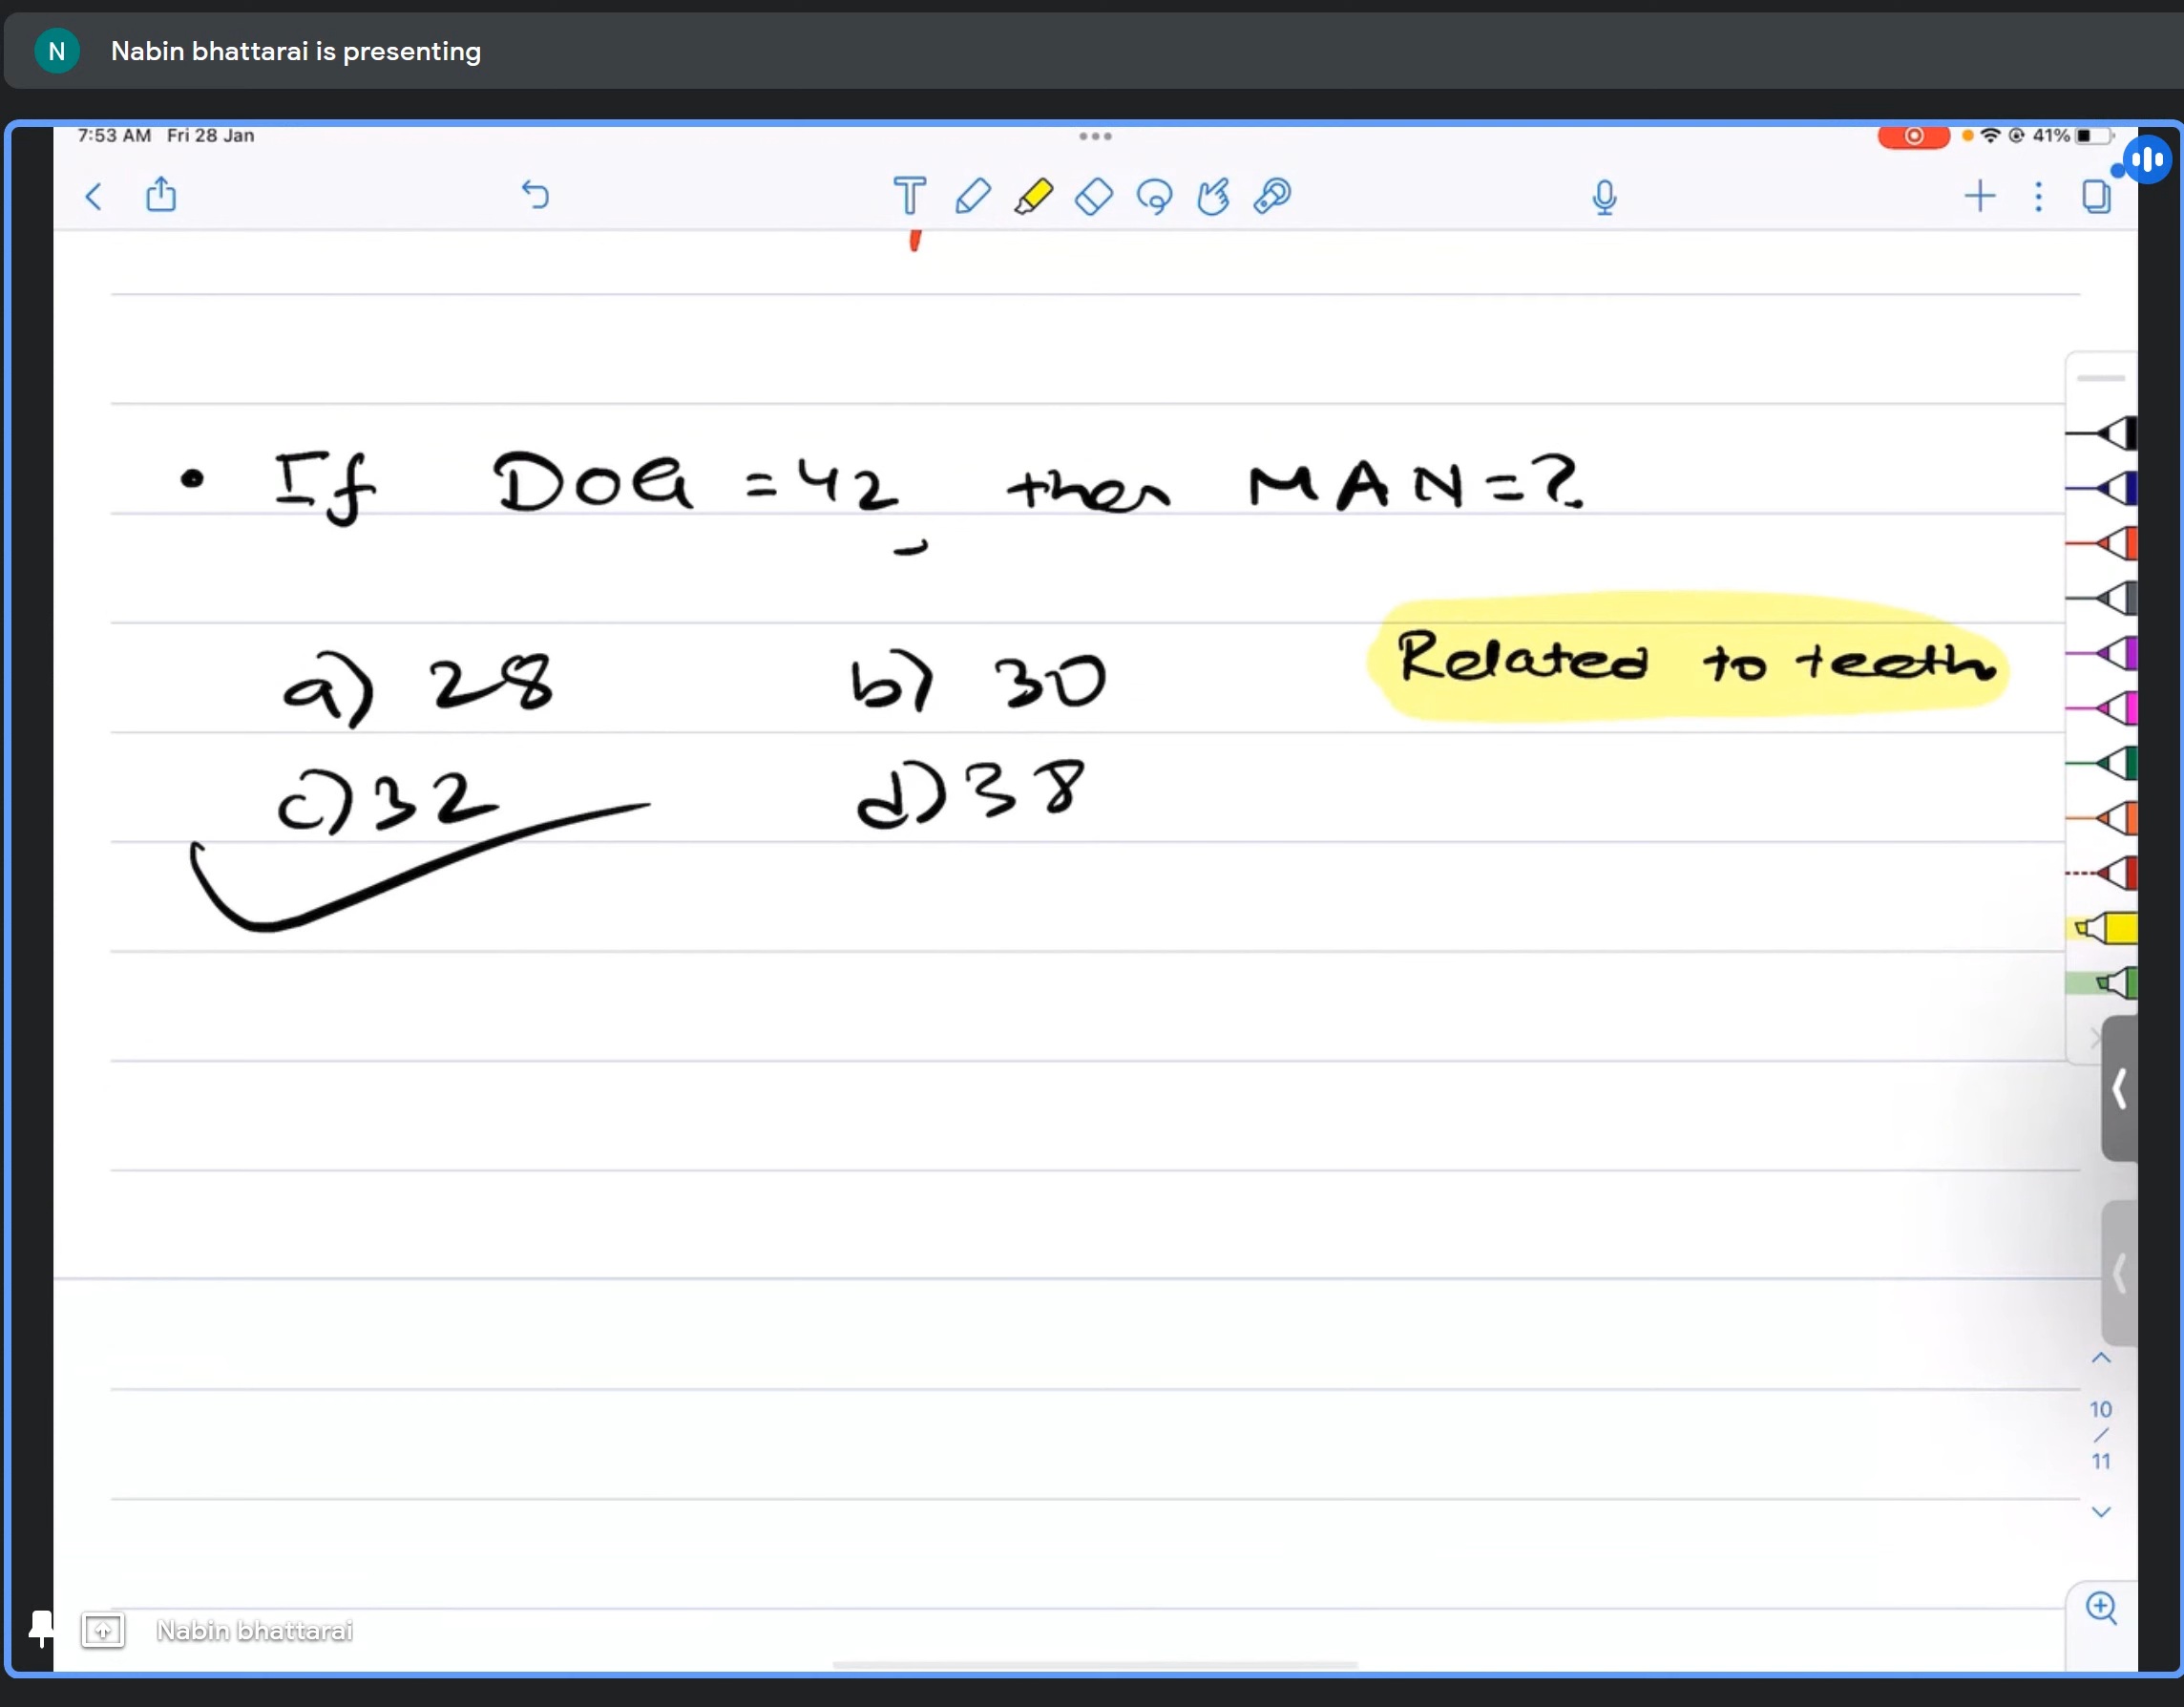 N Nabin bhattarai is presenting
7:53 AM Fri 28 Jan
41%
T
• If DOG = 42, then MAN = ?
a) 28 b) 30 Related to teeth
c) 32 d) 38
10
/
11
Nabin bhattarai